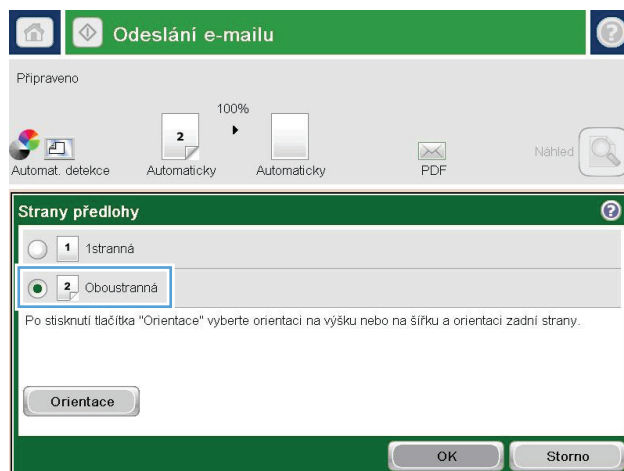 Odeslání e-mailu
?
Připraveno
100%
2
Automat. detekce
Automaticky
Automaticky
PDF
Náhled
Strany předlohy
?
1 1stranná
2 Oboustranná
Po stisknutí tlačítka "Orientace" vyberte orientaci na výšku nebo na šířku a orientaci zadní strany.
Orientace
OK
Storno